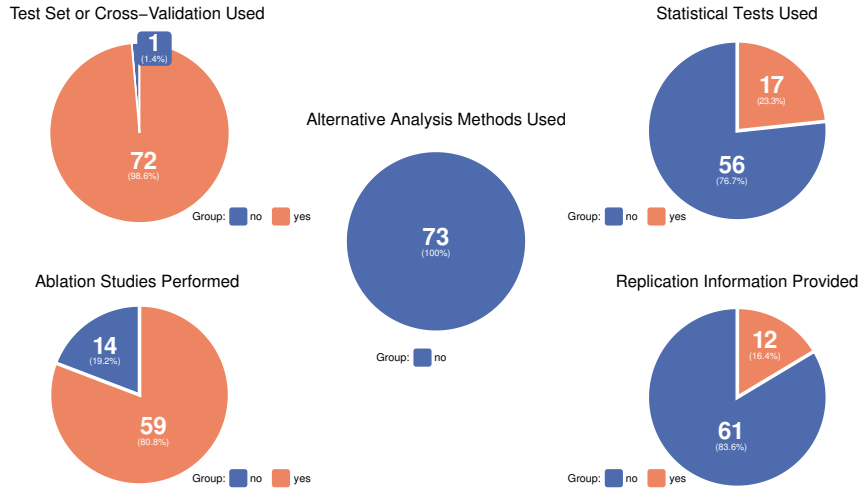 Test Set or Cross−Validation Used
1
(1.4%)
72
(98.6%)
Group: no yes
Statistical Tests Used
17
(23.3%)
56
(76.7%)
Group: no yes
Alternative Analysis Methods Used
73
(100%)
Group: no
Ablation Studies Performed
14
(19.2%)
59
(80.8%)
Group: no yes
Replication Information Provided
12
(16.4%)
61
(83.6%)
Group: no yes